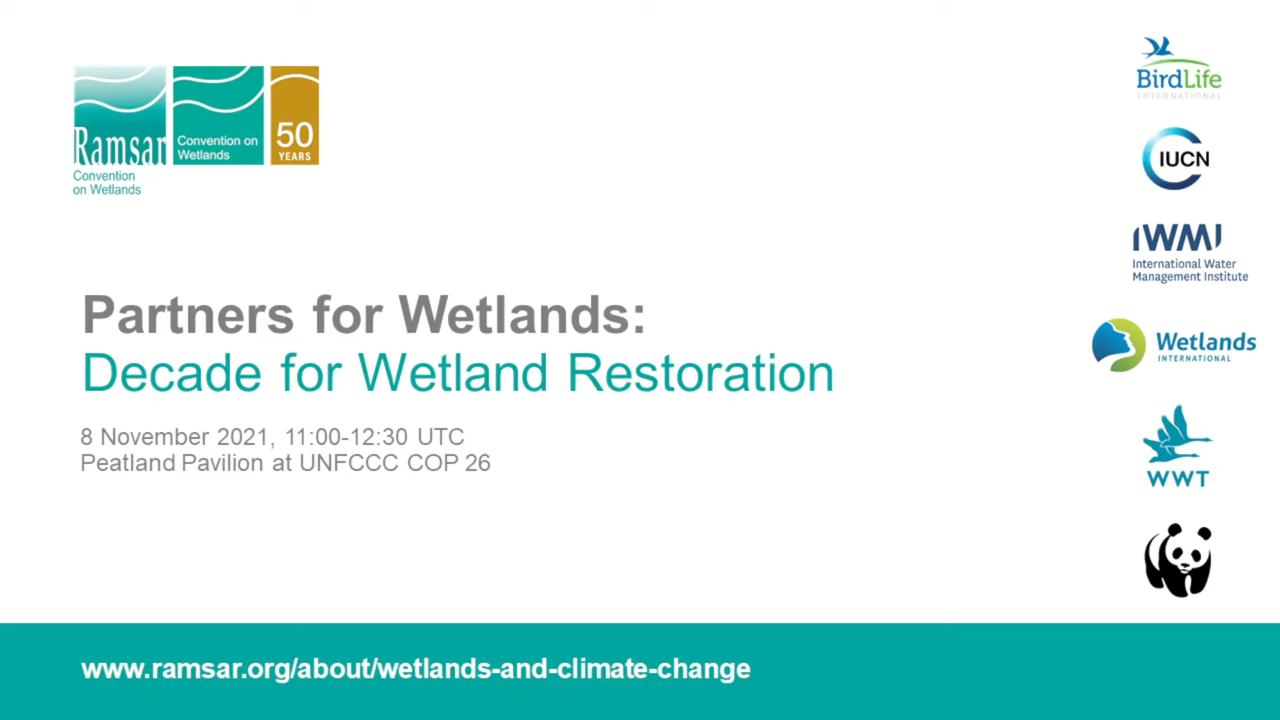 Ramsar
Convention
on Wetlands
Convention on
Wetlands
50
YEARS
Partners for Wetlands:
Decade for Wetland Restoration
8 November 2021, 11:00-12:30 UTC
Peatland Pavilion at UNFCCC COP 26
BirdLife
INTERNATIONAL
IUCN
IWMI
International Water
Management Institute
Wetlands
INTERNATIONAL
WWT
www.ramsar.org/about/wetlands-and-climate-change